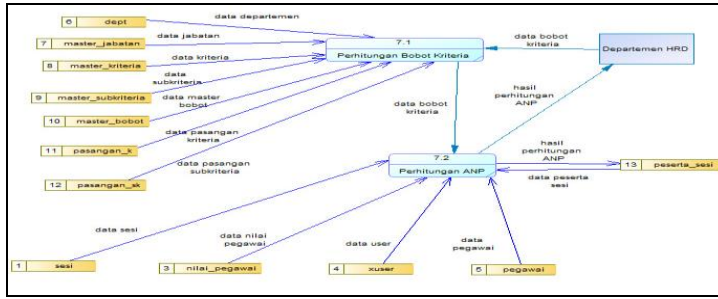 6 dept
data departemen
7 master_jabatan
data jabatan
7.1
Perhitungan Bobot Kriteria
data bobot
kriteria
Departemen HRD
8 master_kriteria
data kriteria
data
subkriteria
9 master_subkriteria
data master
bobot
10 master_bobot
data pasangan
kriteria
11 pasangan_k
data pasangan
subkriteria
12 pasangan_sk
data bobot
kriteria
hasil
perhitungan
ANP
7.2
Perhitungan ANP
hasil
perhitungan
ANP
13 peserta_sesi
data peserta
sesi
data sesi
data nilai
pegawai
data user
data
pegawai
1 sesi
3 nilai_pegawai
4 xuser
5 pegawai